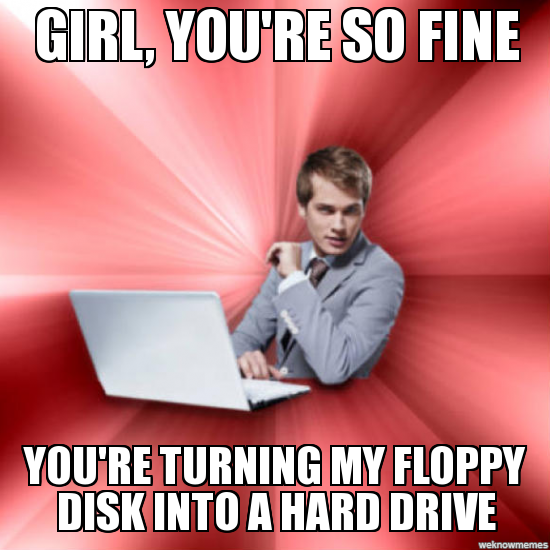 GIRL, YOU'RE SO FINE
YOU'RE TURNING MY FLOPPY
DISK INTO A HARD DRIVE
weknowmemes